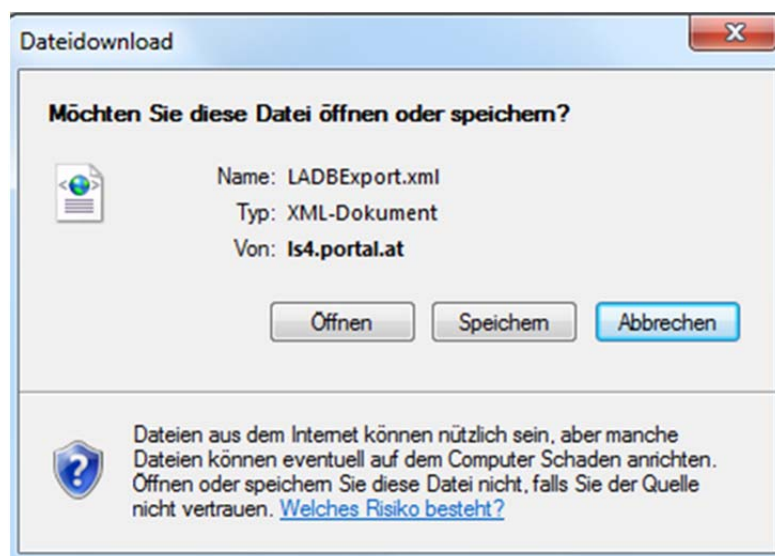 Dateidownload
Möchten Sie diese Datei öffnen oder speichern?
Name: LADBExport.xml
Typ: XML-Dokument
Von: ls4.portal.at
Öffnen Speichern Abbrechen
Dateien aus dem Internet können nützlich sein, aber manche
Dateien können eventuell auf dem Computer Schaden anrichten.
Öffnen oder speichern Sie diese Datei nicht, falls Sie der Quelle
nicht vertrauen. Welches Risiko besteht?